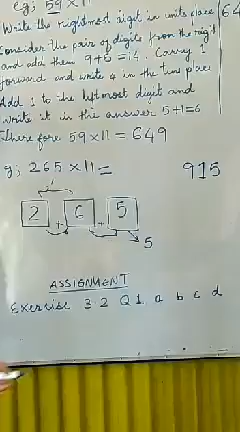 eg; 59 × 11
Write the rightmost digit in units place
consider the pair of digits from the right
and add them 9+5=14. Carry 1
forward and write 4 in the tens place
Add 1 to the leftmost digit and
write it in the answer 5+1=6
Therefore 59×11=649
g; 265×11= 915
2 + 6 + 5
5
ASSIGNMENT
Exercise 3.2 Q1. a b c d